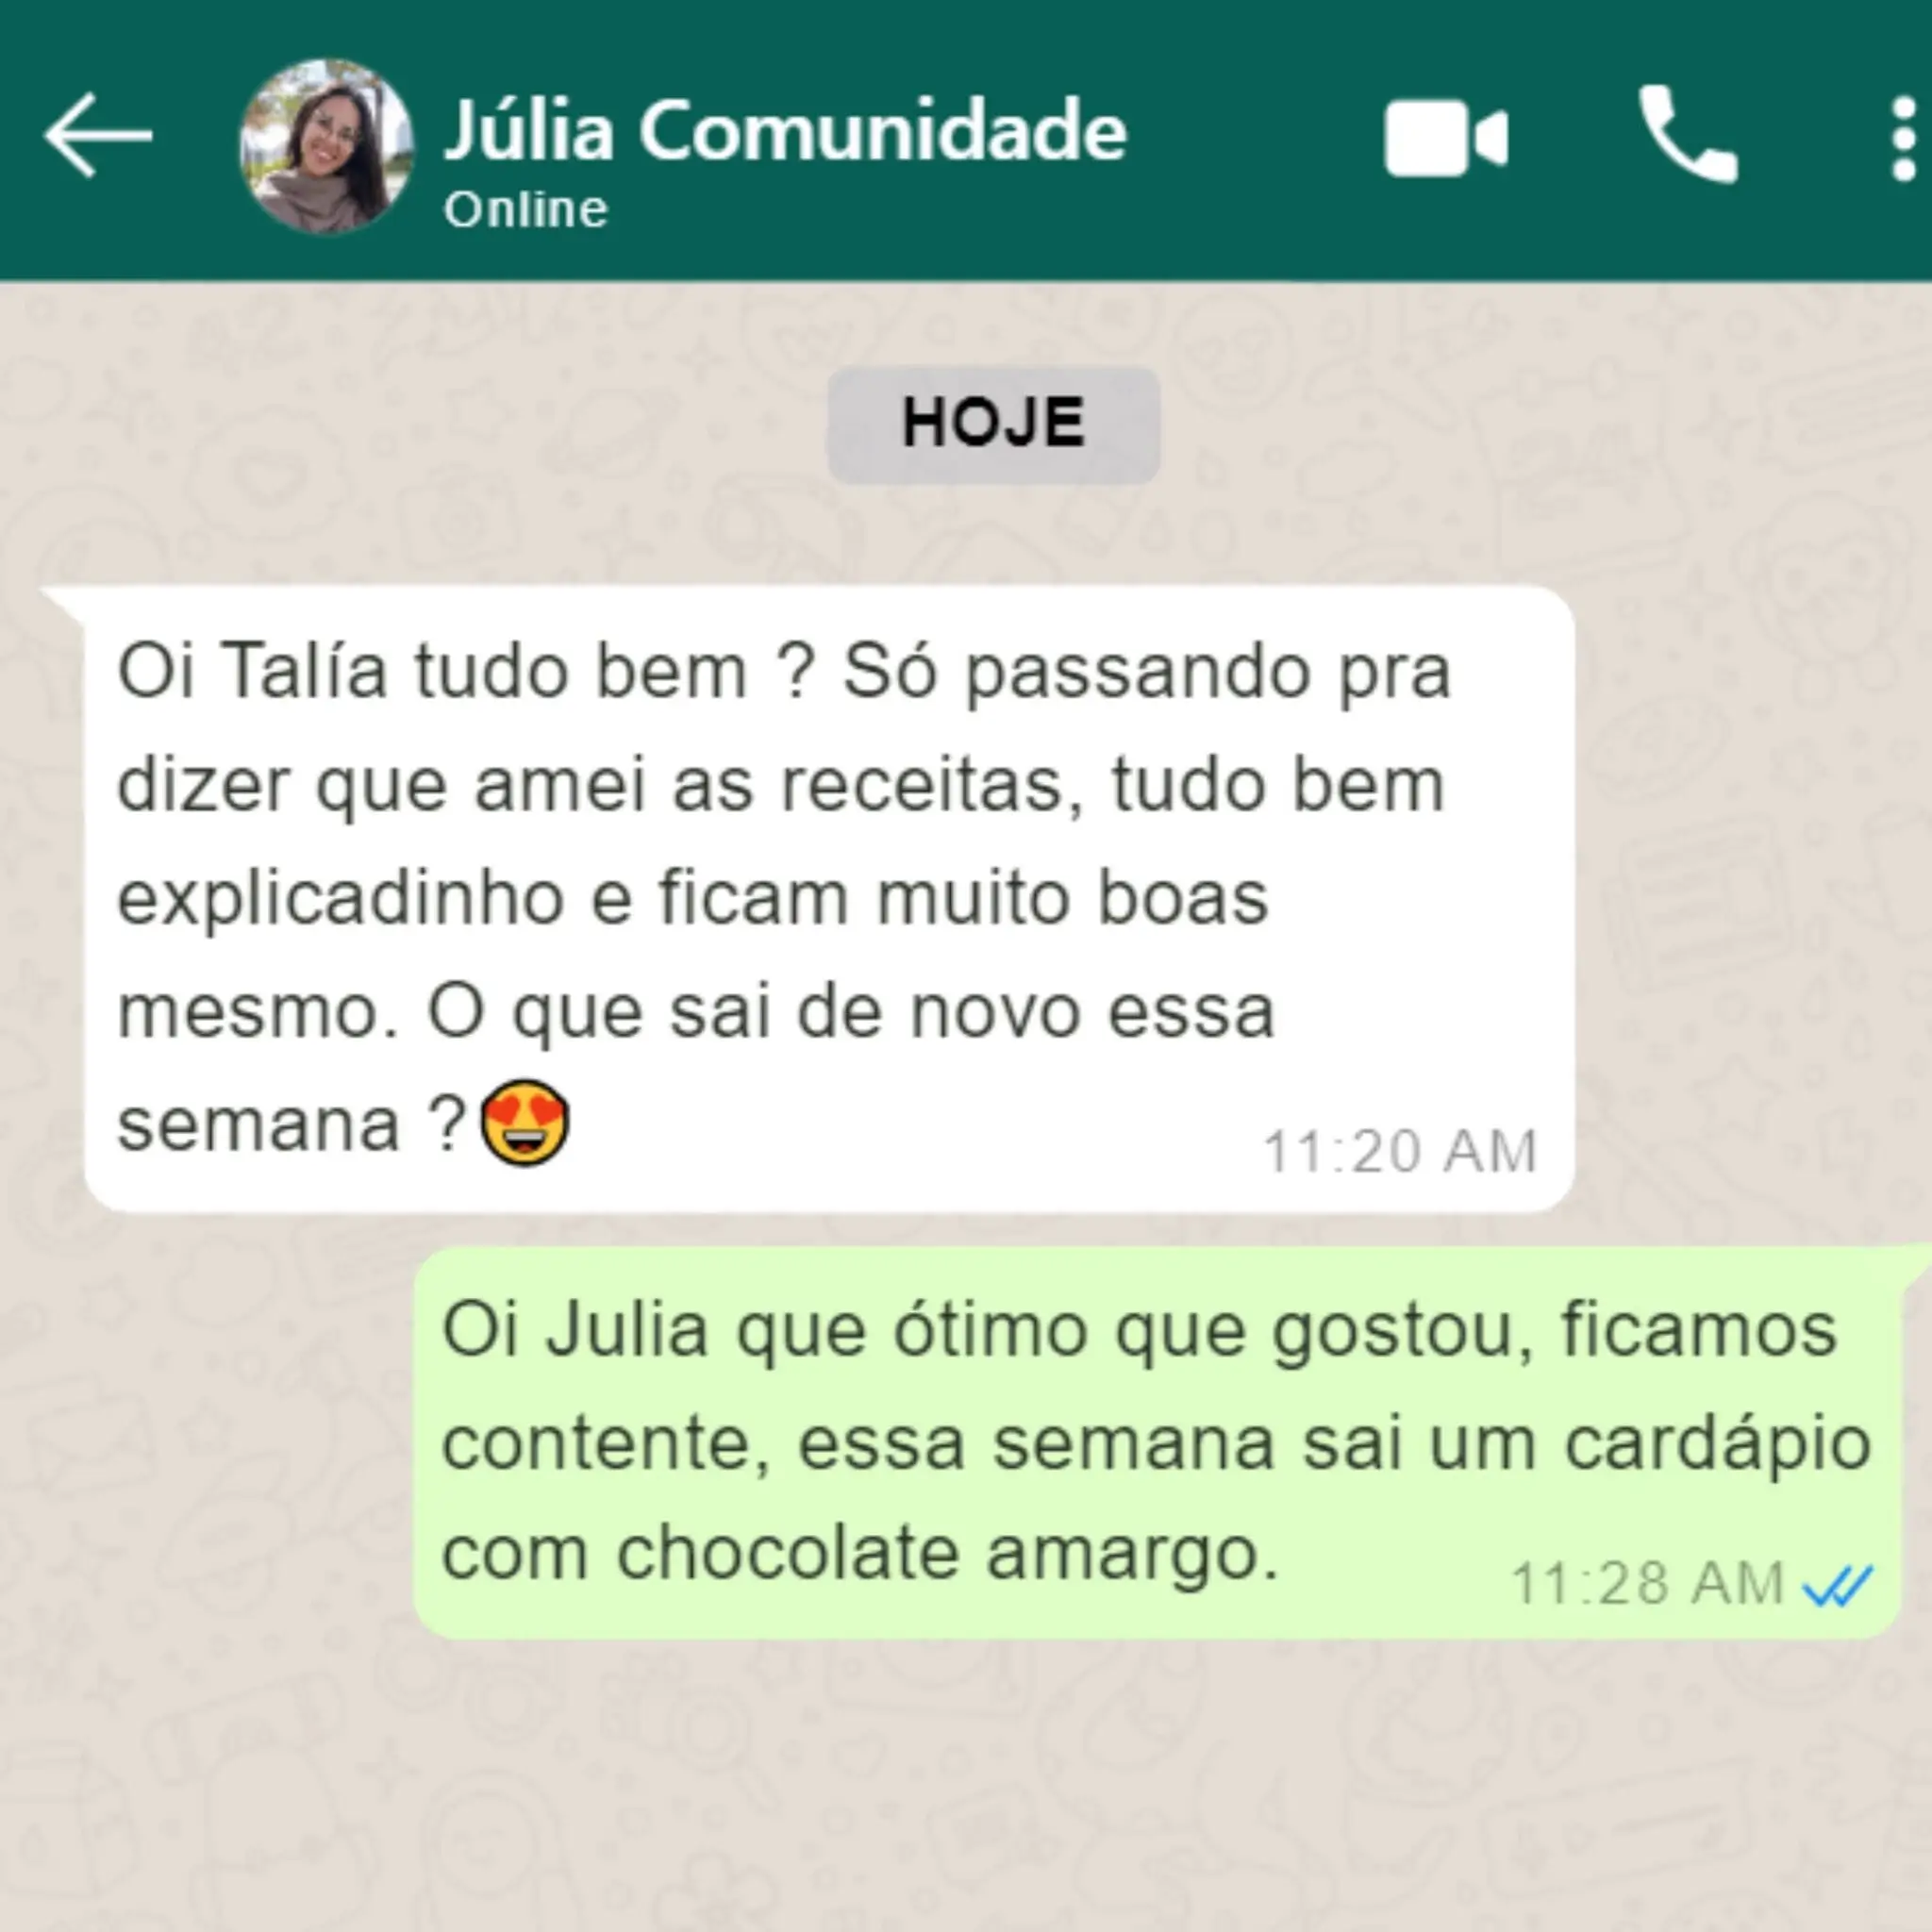 Júlia Comunidade
Online
HOJE
Oi Talía tudo bem ? Só passando pra
dizer que amei as receitas, tudo bem
explicadinho e ficam muito boas
mesmo. O que sai de novo essa
semana ?😍
11:20 AM
Oi Julia que ótimo que gostou, ficamos
contente, essa semana sai um cardápio
com chocolate amargo.
11:28 AM